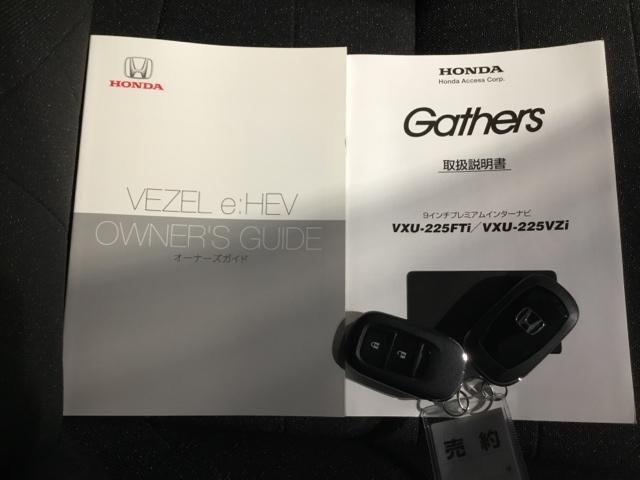 HONDA
VEZEL e:HEV
OWNER'S GUIDE
オーナーズガイド
HONDA
Honda Access Corp.
Gathers
取扱説明書
9インチプレミアムインターナビ
VXU-225FTi/VXU-225VZi
売約